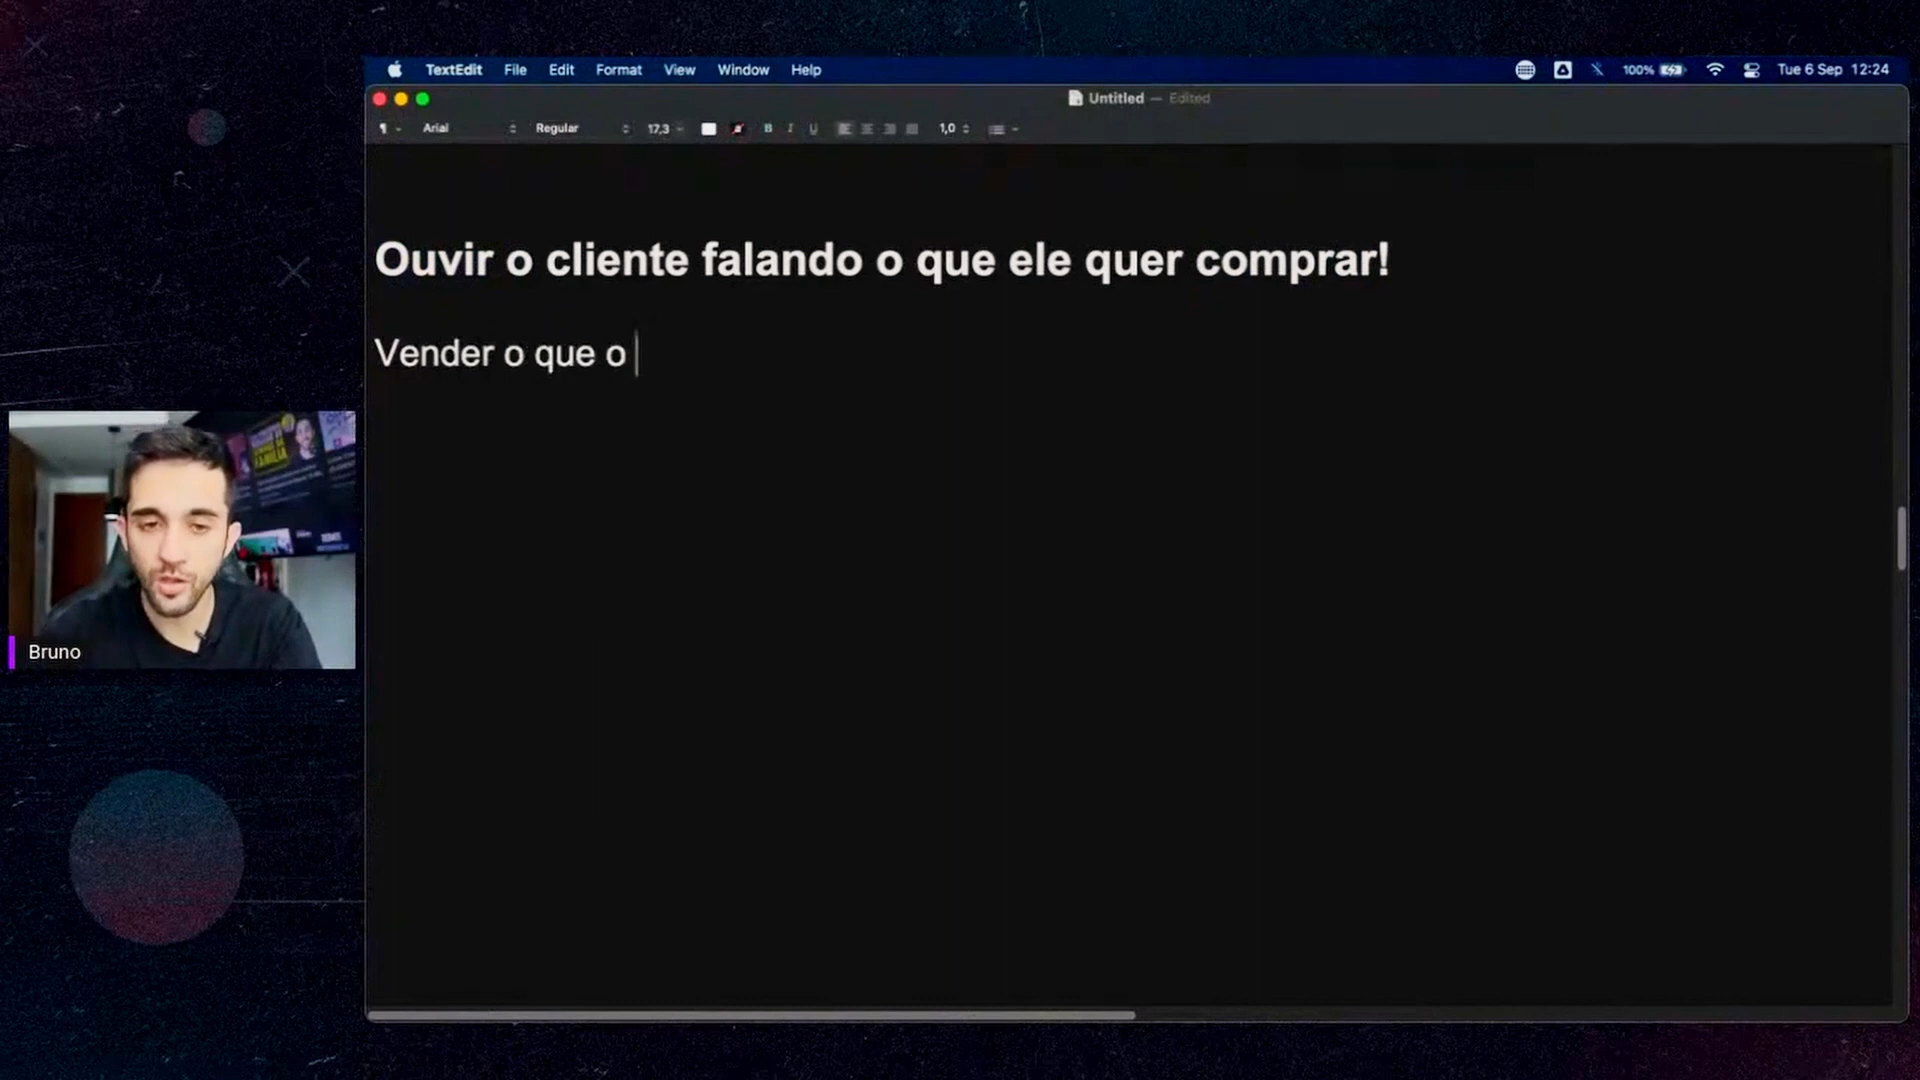 TextEdit File Edit Format View Window Help 100% Tue 6 Sep 12:24
Untitled — Edited
Arial Regular 17,3 B I U 1,0
Ouvir o cliente falando o que ele quer comprar!
Vender o que o
FAMÍLIA
Bruno